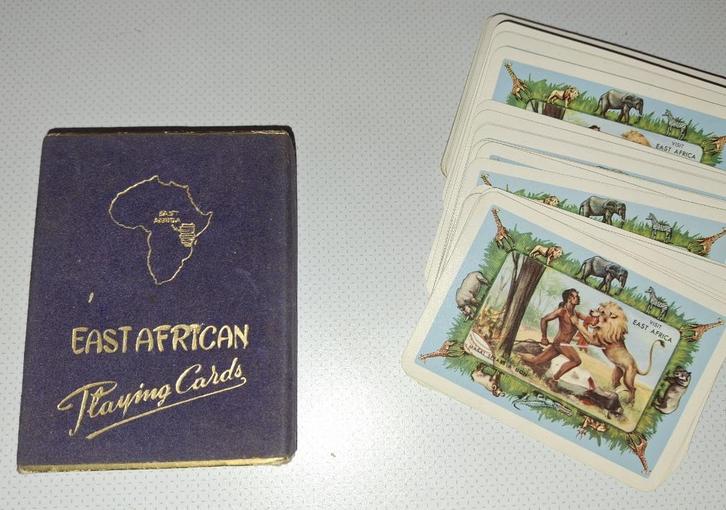 EAST
AFRICA
EAST AFRICAN
Playing Cards
VISIT
EAST AFRICA
VISIT
EAST AFRICA